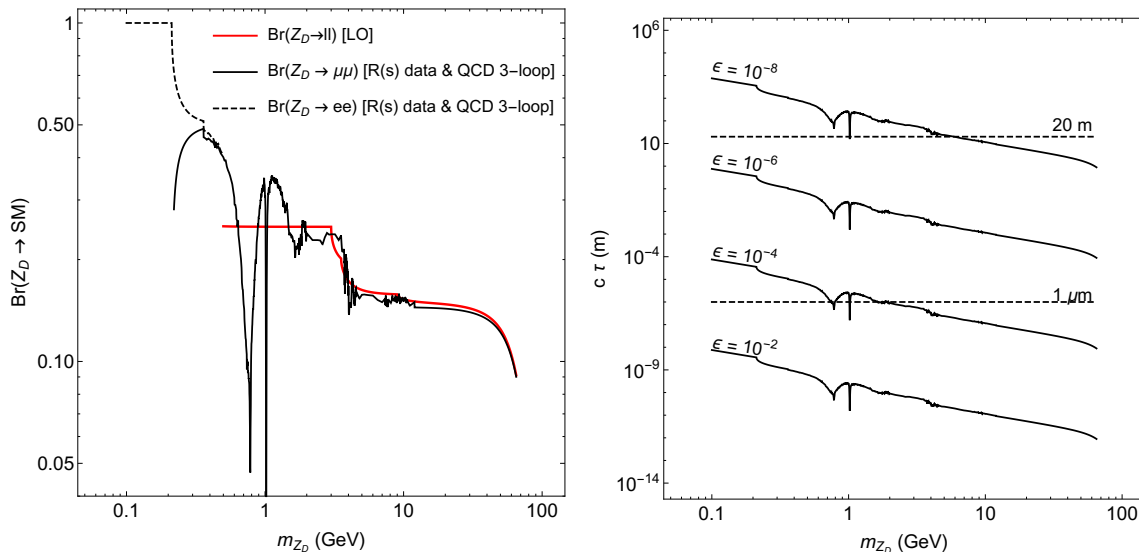 Br(Z_D→ll) [LO]
Br(Z_D → μμ) [R(s) data & QCD 3-loop]
Br(Z_D → ee) [R(s) data & QCD 3-loop]
1
0.50
0.10
0.05
Br(Z_D → SM)
0.1
1
10
100
m_{Z_D} (GeV)
10^6
10
10^{-4}
10^{-9}
10^{-14}
c τ (m)
ϵ = 10^{-8}
20 m
ϵ = 10^{-6}
ϵ = 10^{-4}
1 μm
ϵ = 10^{-2}
0.1
1
10
100
m_{Z_D} (GeV)